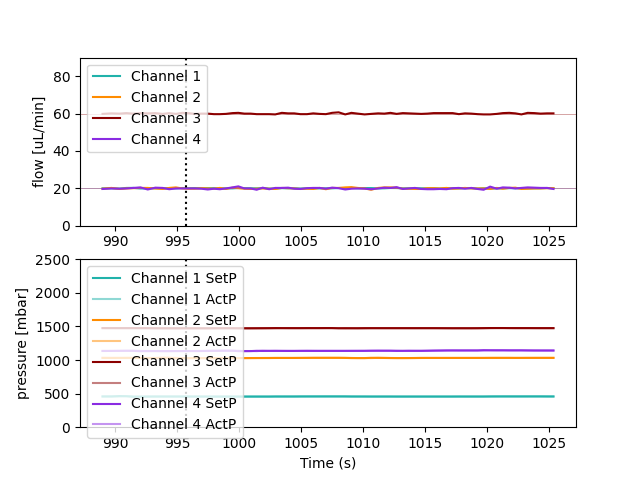 80
60
40
20
0
flow [uL/min]
Channel 1
Channel 2
Channel 3
Channel 4
990 995 1000 1005 1010 1015 1020 1025
2500
2000
1500
1000
500
0
pressure [mbar]
Channel 1 SetP
Channel 1 ActP
Channel 2 SetP
Channel 2 ActP
Channel 3 SetP
Channel 3 ActP
Channel 4 SetP
Channel 4 ActP
990 995 1000 1005 1010 1015 1020 1025
Time (s)